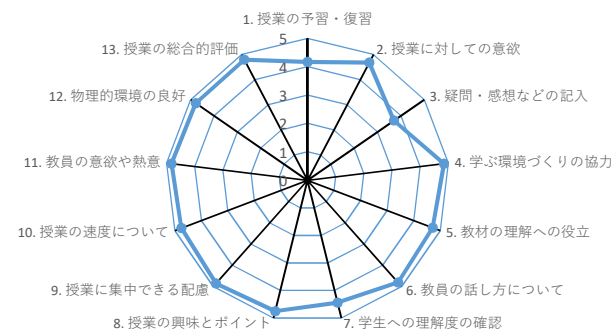 1. 授業の予習・復習
2. 授業に対しての意欲
3. 疑問・感想などの記入
4. 学ぶ環境づくりの協力
5. 教材の理解への役立
6. 教員の話し方について
7. 学生への理解度の確認
8. 授業の興味とポイント
9. 授業に集中できる配慮
10. 授業の速度について
11. 教員の意欲や熱意
12. 物理的環境の良好
13. 授業の総合的評価
5
4
3
2
1
0